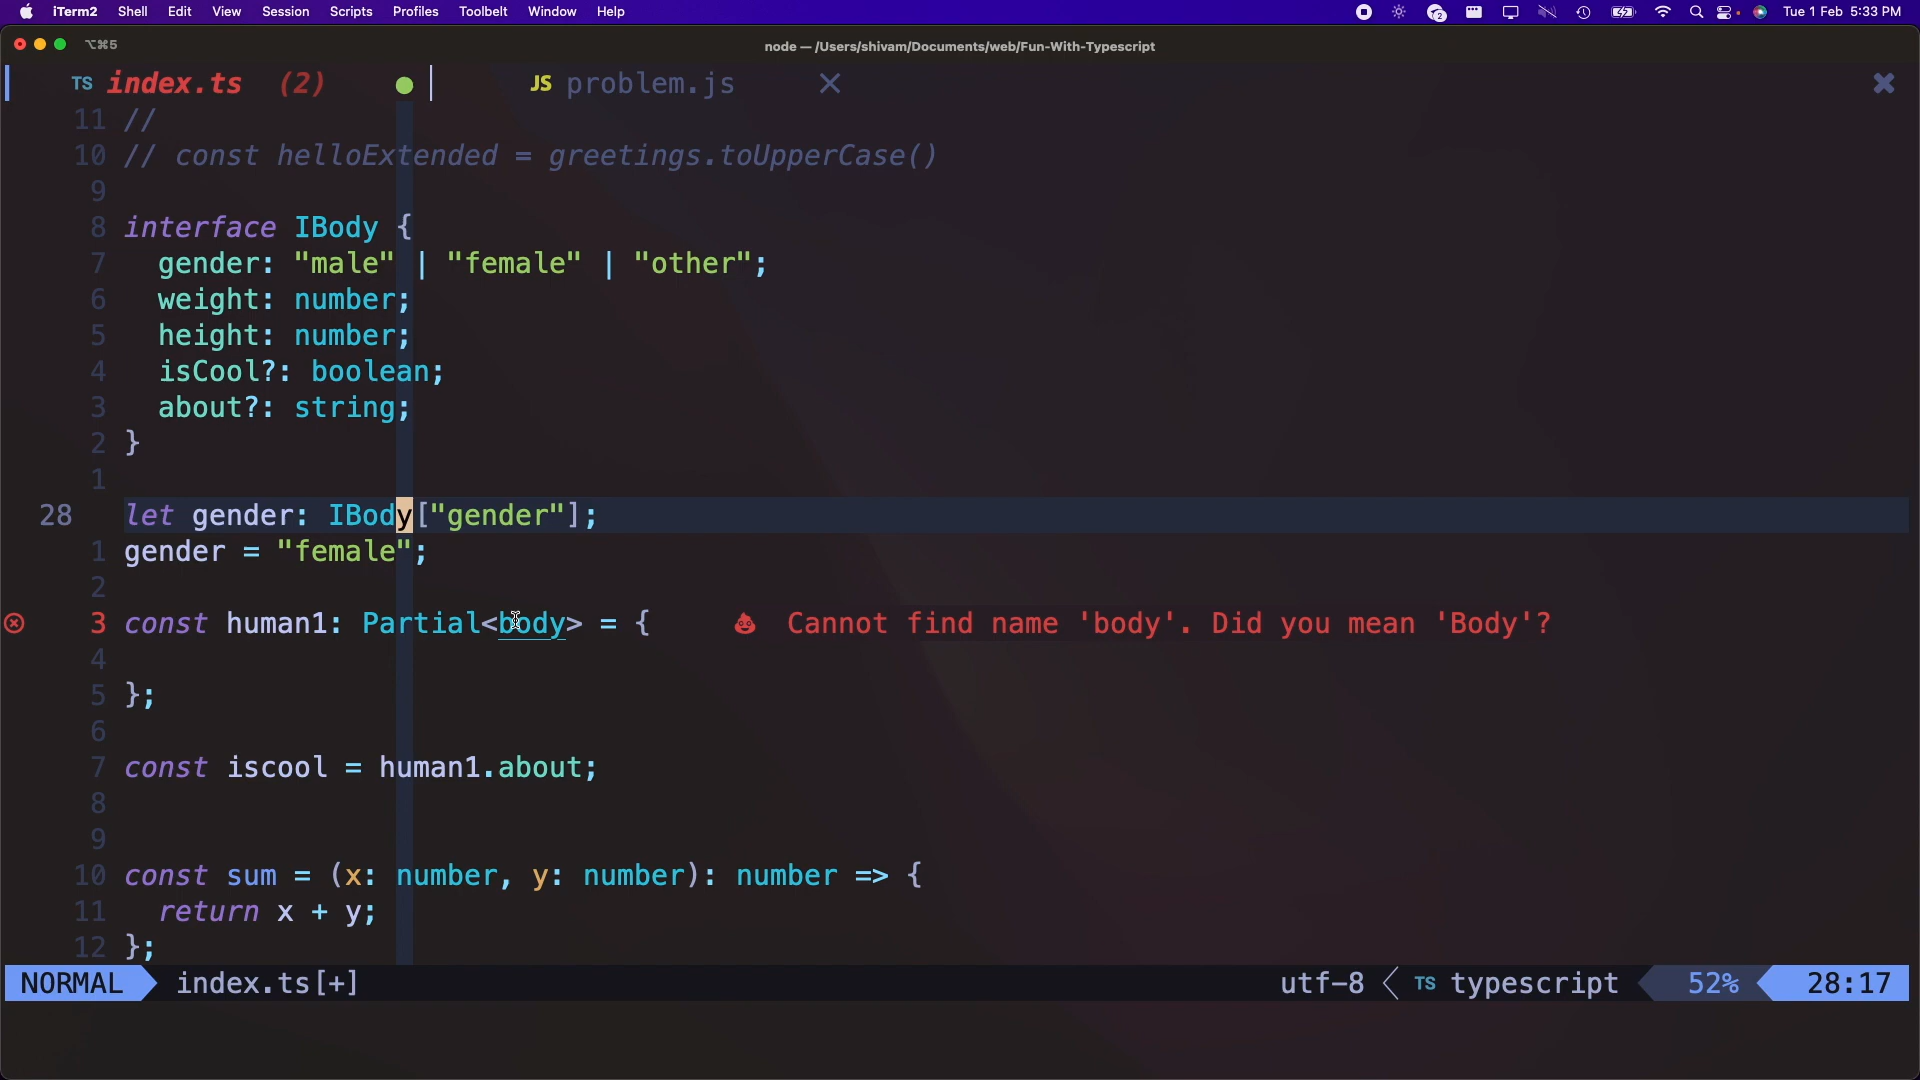 iTerm2 Shell Edit View Session Scripts Profiles Toolbelt Window Help 2 Tue 1 Feb 5:33 PM
⌥⌘5 node — /Users/shivam/Documents/web/Fun-With-Typescript
TS index.ts (2) ● JS problem.js ✕ ✖
11 //
10 // const helloExtended = greetings.toUpperCase()
9
8 interface IBody {
7 gender: "male" | "female" | "other";
6 weight: number;
5 height: number;
4 isCool?: boolean;
3 about?: string;
2 }
1
28 let gender: IBody["gender"];
1 gender = "female";
2
3 const human1: Partial<body> = { 💩 Cannot find name 'body'. Did you mean 'Body'?
4
5 };
6
7 const iscool = human1.about;
8
9
10 const sum = (x: number, y: number): number => {
11 return x + y;
12 };
NORMAL index.ts[+] utf-8 TS typescript 52% 28:17